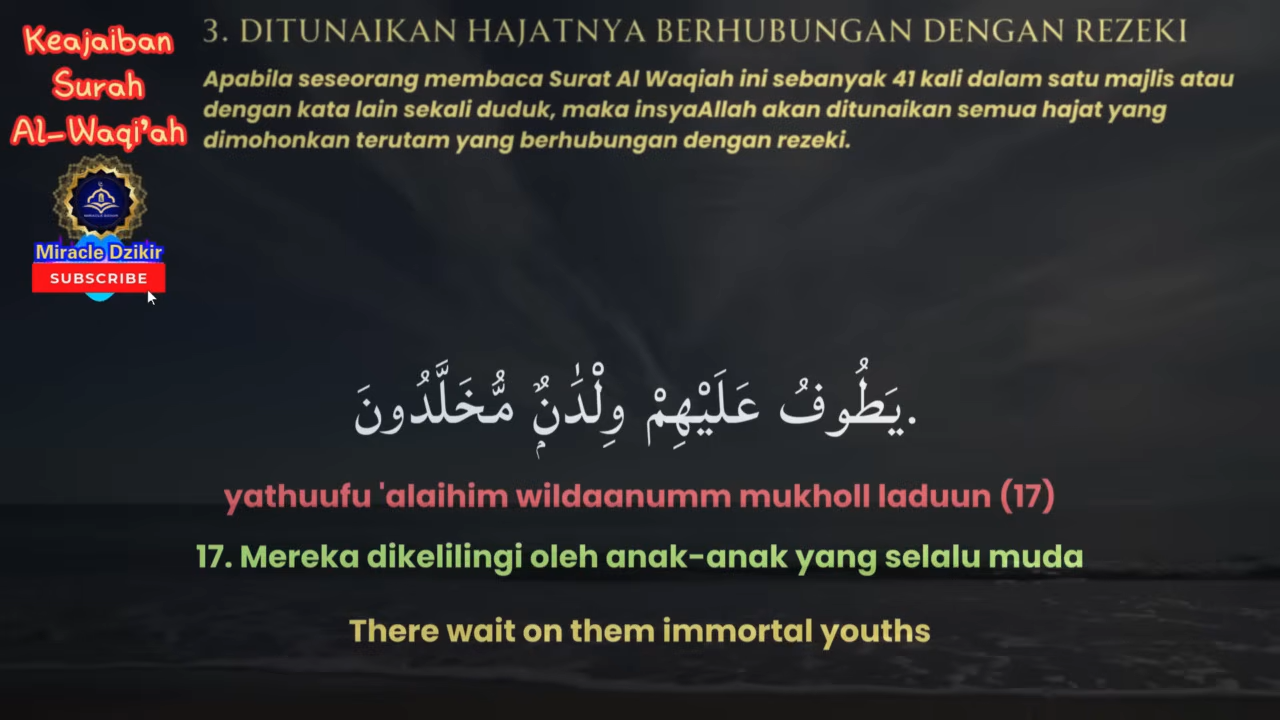 Keajaiban
Surah
Al-Waqi'ah
3. DITUNAIKAN HAJATNYA BERHUBUNGAN DENGAN REZEKI
Apabila seseorang membaca Surat Al Waqiah ini sebanyak 41 kali dalam satu majlis atau
dengan kata lain sekali duduk, maka insyaAllah akan ditunaikan semua hajat yang
dimohonkan terutam yang berhubungan dengan rezeki.
Miracle Dzikir
SUBSCRIBE
يَطُوفُ عَلَيْهِمْ وِلْدَٰنٌۭ مُّخَلَّدُونَ.
yathuufu 'alaihim wildaanumm mukholl laduun (17)
17. Mereka dikelilingi oleh anak-anak yang selalu muda
There wait on them immortal youths